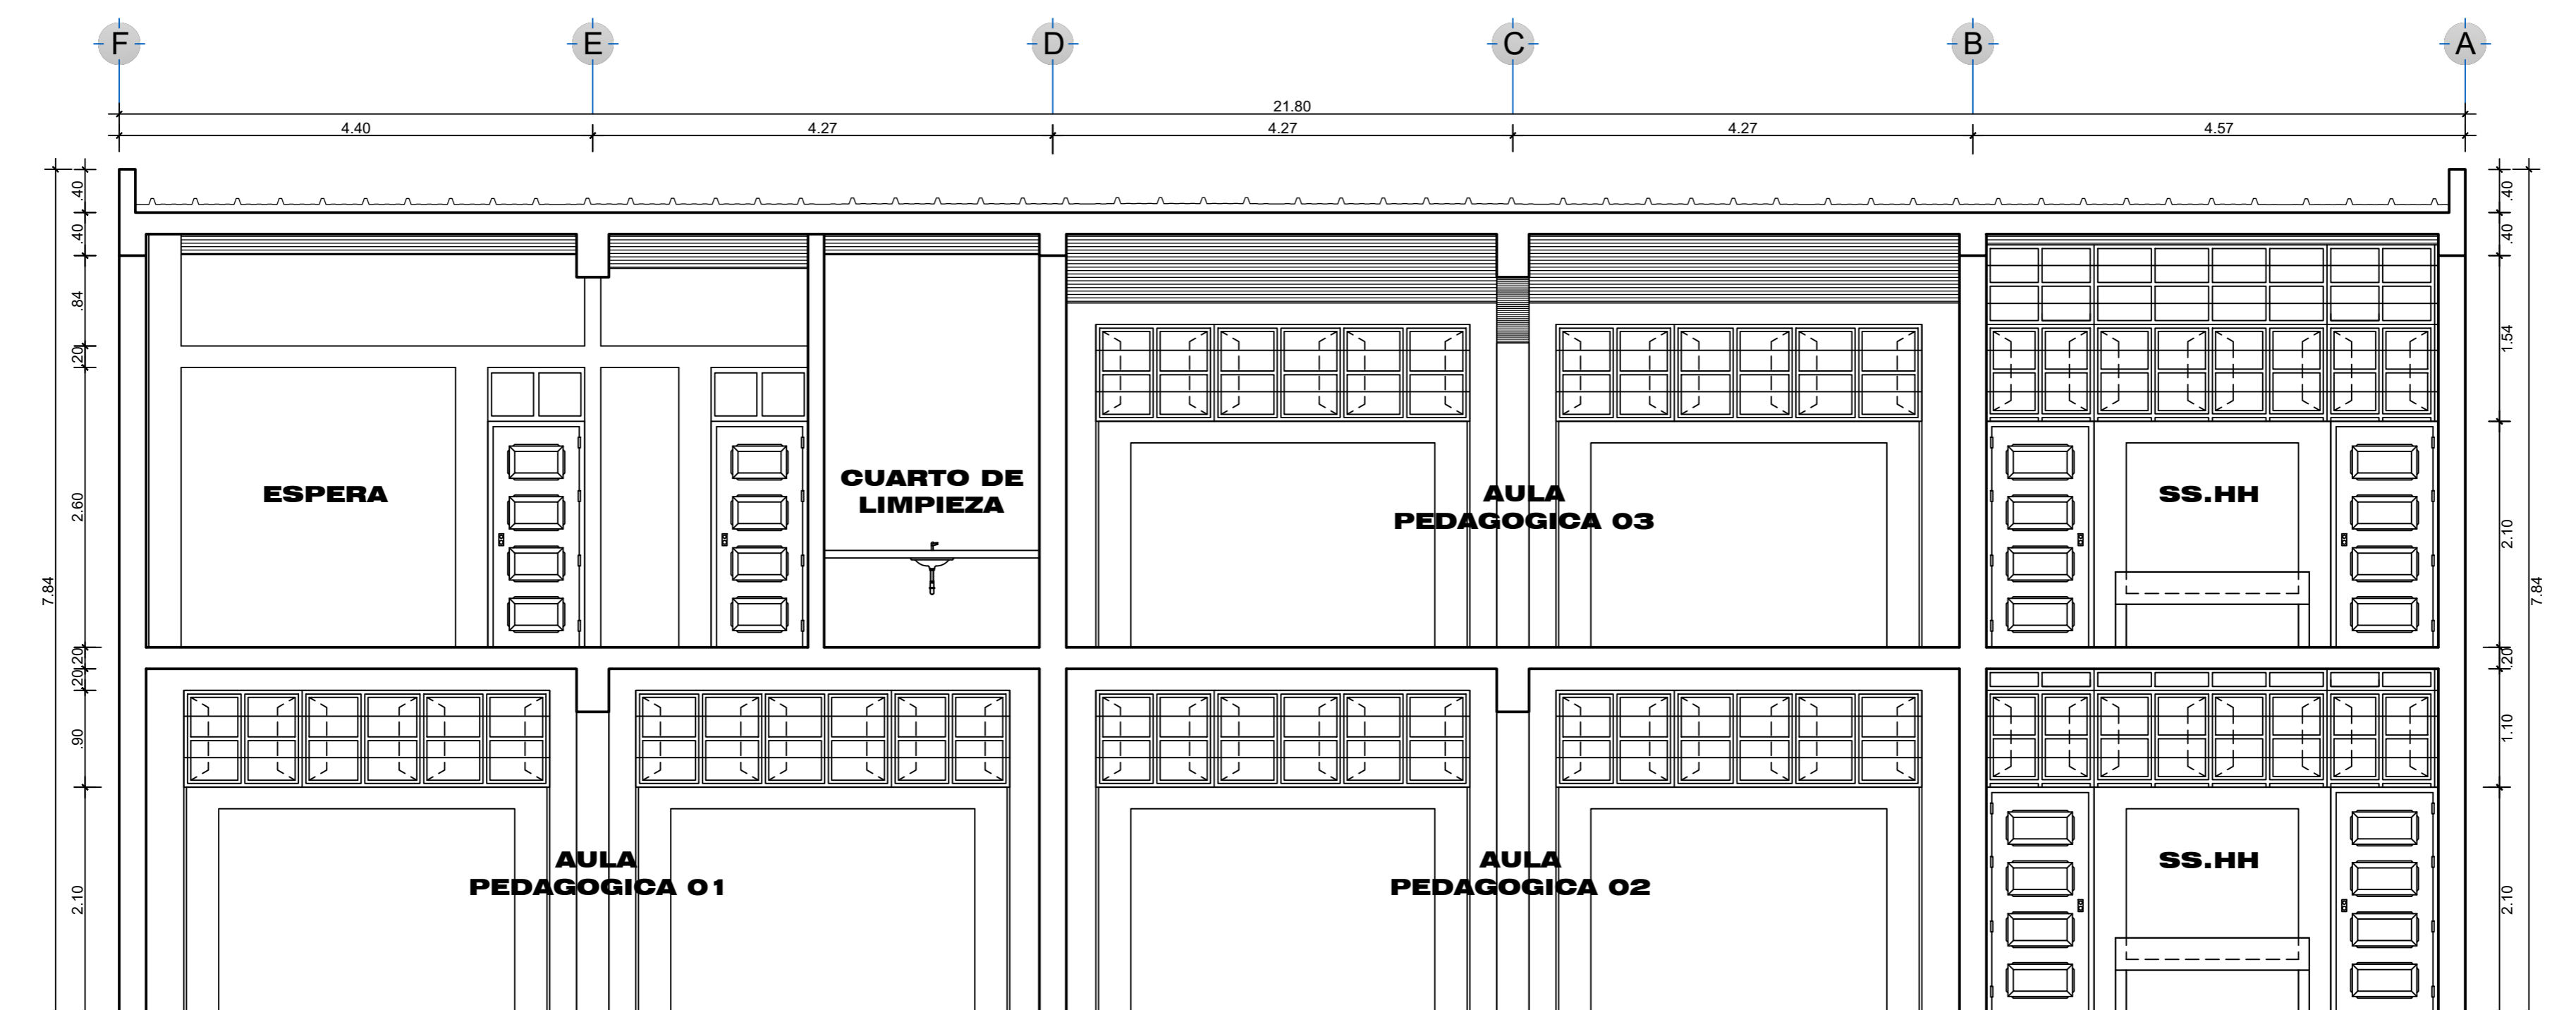 F E D C B A
21.80
4.40 4.27 4.27 4.27 4.57
.40 .40
.40 .40
.84
1.54
.20
ESPERA
CUARTO DE
LIMPIEZA
AULA
PEDAGOGICA 03
SS.HH
2.60
2.10
7.84 7.84
.20 .20
.20
.90 1.10
AULA
PEDAGOGICA 01
AULA
PEDAGOGICA 02
SS.HH
2.10 2.10